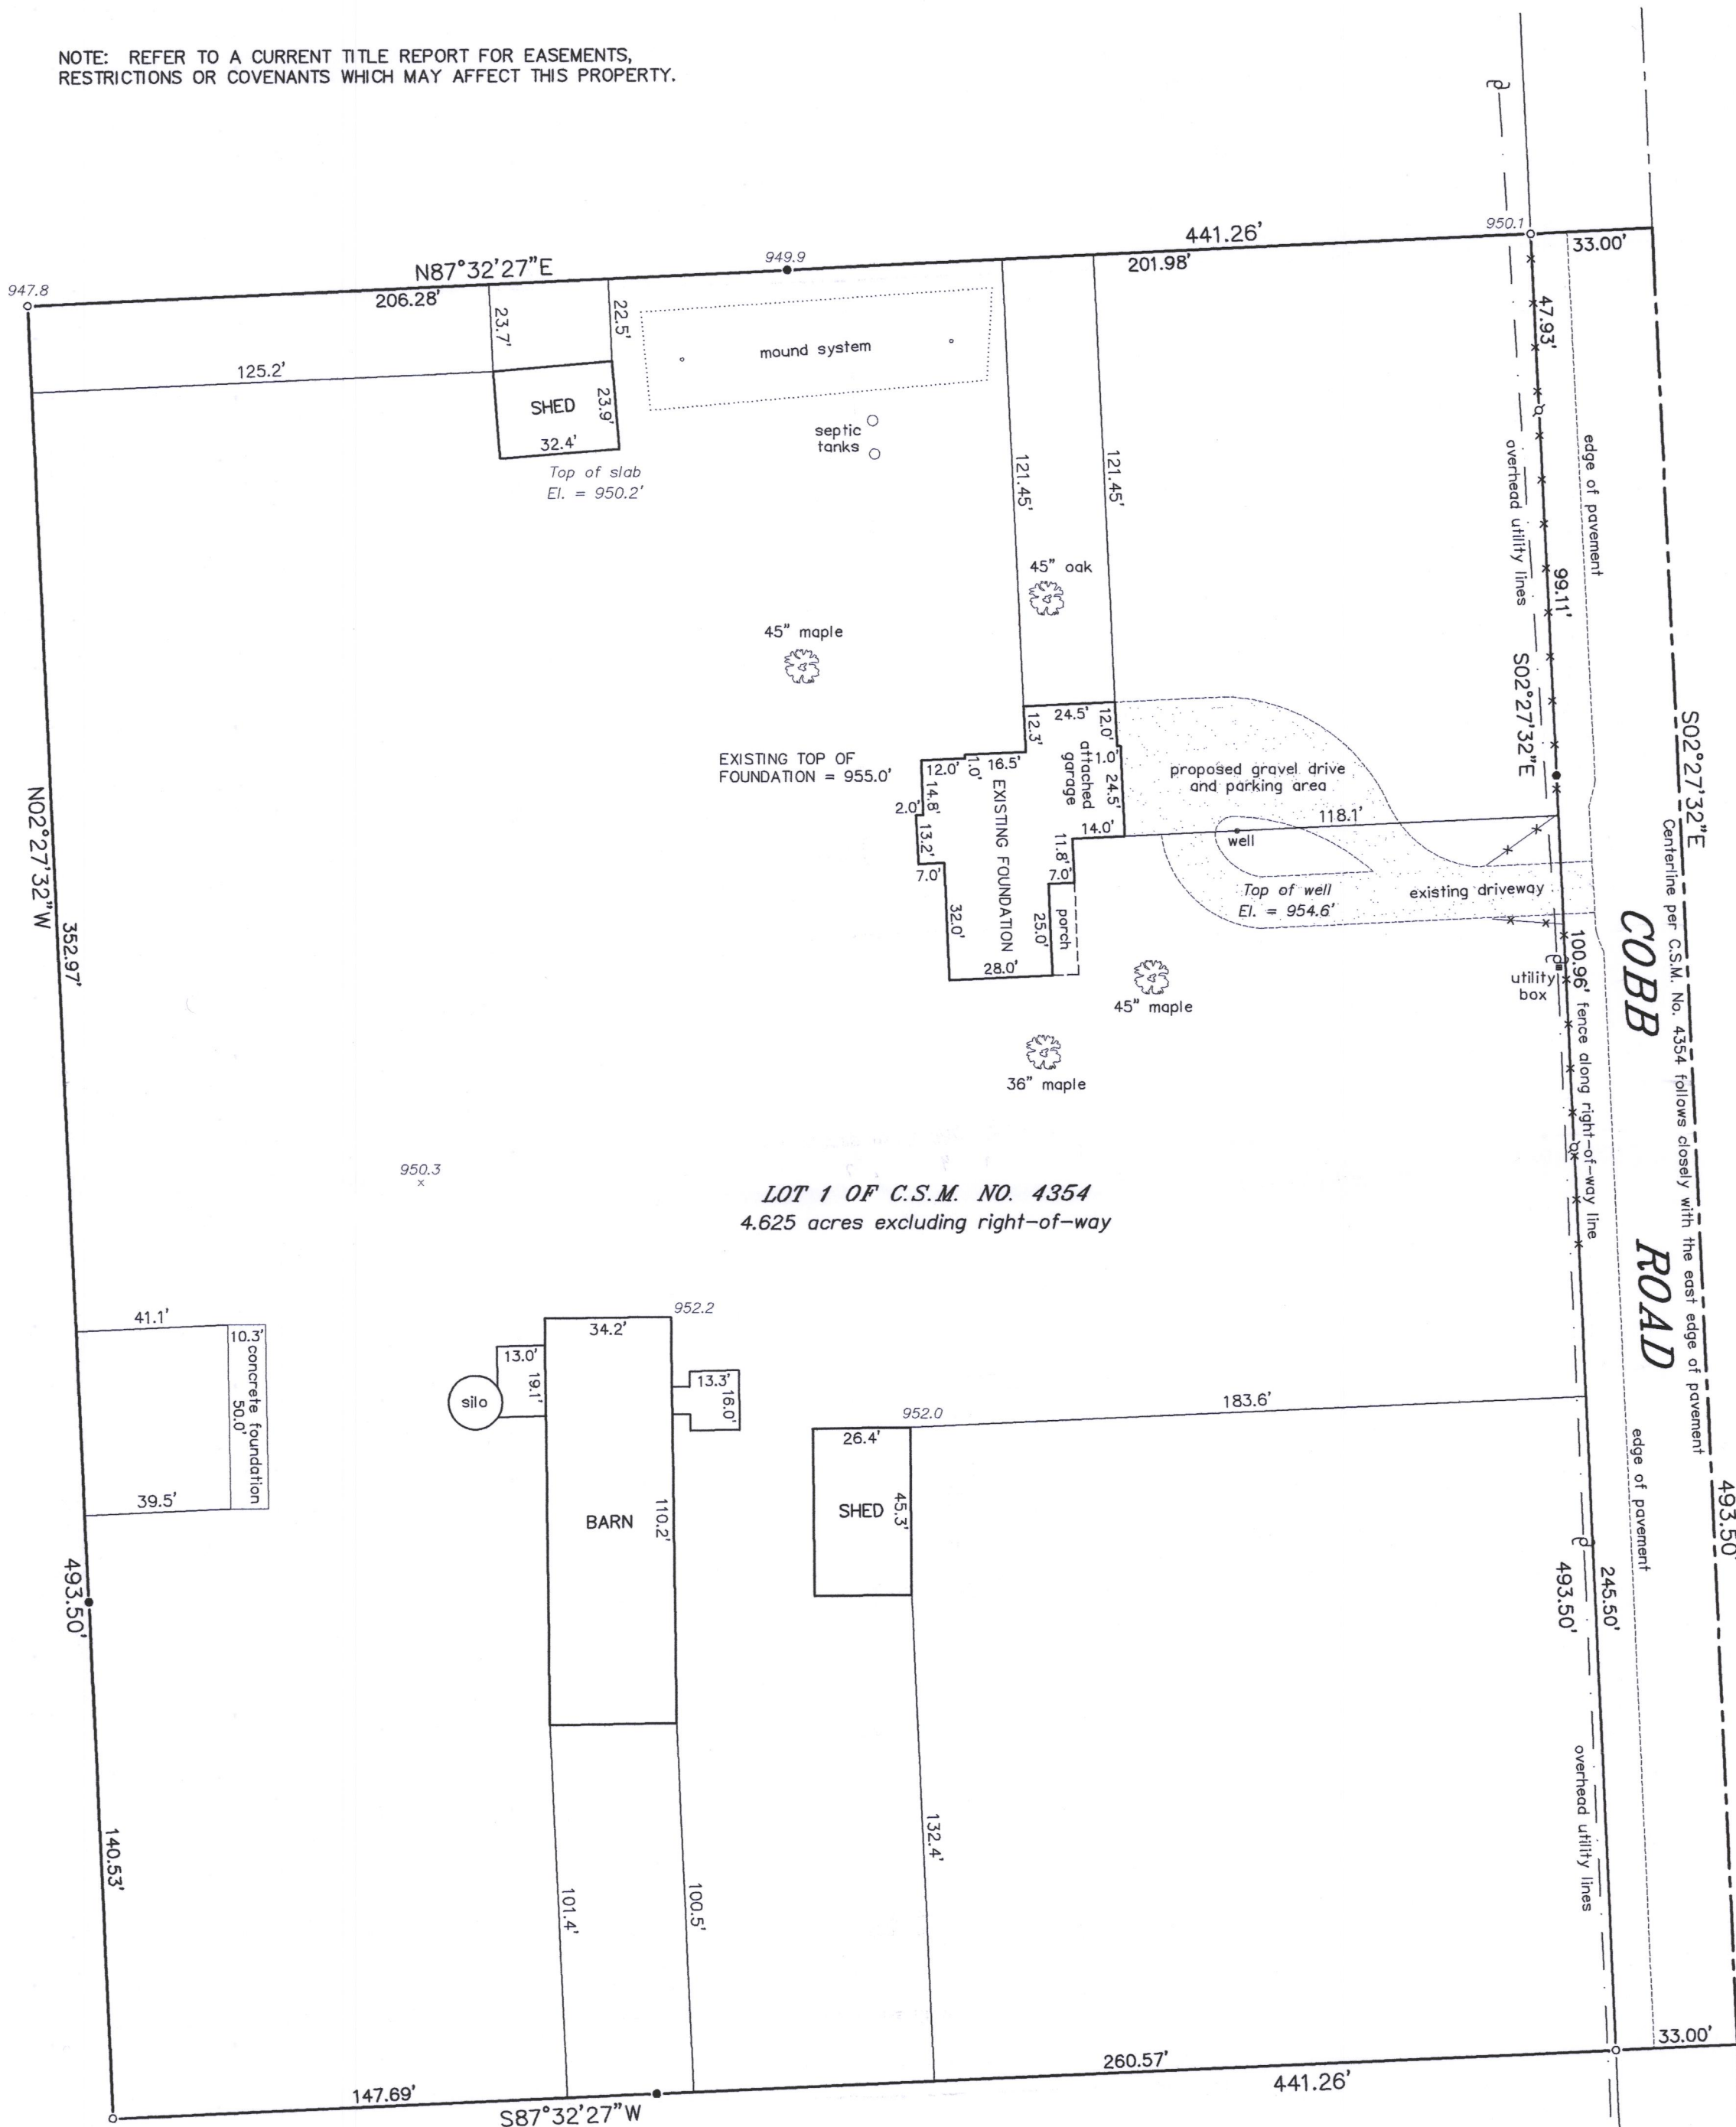 NOTE: REFER TO A CURRENT TITLE REPORT FOR EASEMENTS,
RESTRICTIONS OR COVENANTS WHICH MAY AFFECT THIS PROPERTY.
950.1
441.26'
33.00'
949.9
N87°32'27"E
201.98'
947.8
206.28'
23.7'
22.5'
47.93'
mound system
125.2'
SHED
23.9'
32.4'
septic
tanks
Top of slab
El. = 950.2'
121.45'
121.45'
overhead utility lines
edge of pavement
45" oak
99.11'
45" maple
S02°27'32"E
S02°27'32"E
24.5'
12.0'
12.3'
EXISTING TOP OF
FOUNDATION = 955.0'
12.0'
1.0'
16.5'
attached
garage
1.0'
24.5'
proposed gravel drive
and parking area
14.8'
2.0'
EXISTING FOUNDATION
14.0'
118.1'
13.2'
11.8'
well
7.0'
7.0'
Top of well
El. = 954.6'
existing driveway
32.0'
25.0'
porch
28.0'
N02°27'32"W
352.97'
45" maple
utility
box
100.96'
fence along right-of-way line
COBB
ROAD
Centerline per C.S.M. No. 4354 follows closely with the east edge of pavement
36" maple
950.3
LOT 1 OF C.S.M. NO. 4354
4.625 acres excluding right-of-way
41.1'
10.3'
concrete foundation
50.0'
39.5'
952.2
34.2'
13.0'
19.1'
silo
13.3'
16.0'
BARN
110.2'
952.0
183.6'
26.4'
SHED
45.3'
edge of pavement
493.50'
493.50'
245.50'
493.50'
overhead utility lines
140.53'
101.4'
100.5'
132.4'
33.00'
260.57'
441.26'
147.69'
S87°32'27"W